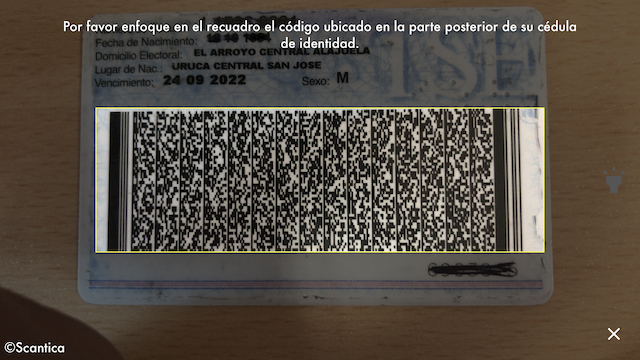 Por favor enfoque en el recuadro el código ubicado en la parte posterior de su cédula
de identidad.
Fecha de Nacimiento:
Domicilio Electoral: EL ARROYO CENTRAL ALAJUELA
Lugar de Nac.: URUCA CENTRAL SAN JOSE
Vencimiento: 24 09 2022 Sexo: M
TSE
©Scantica